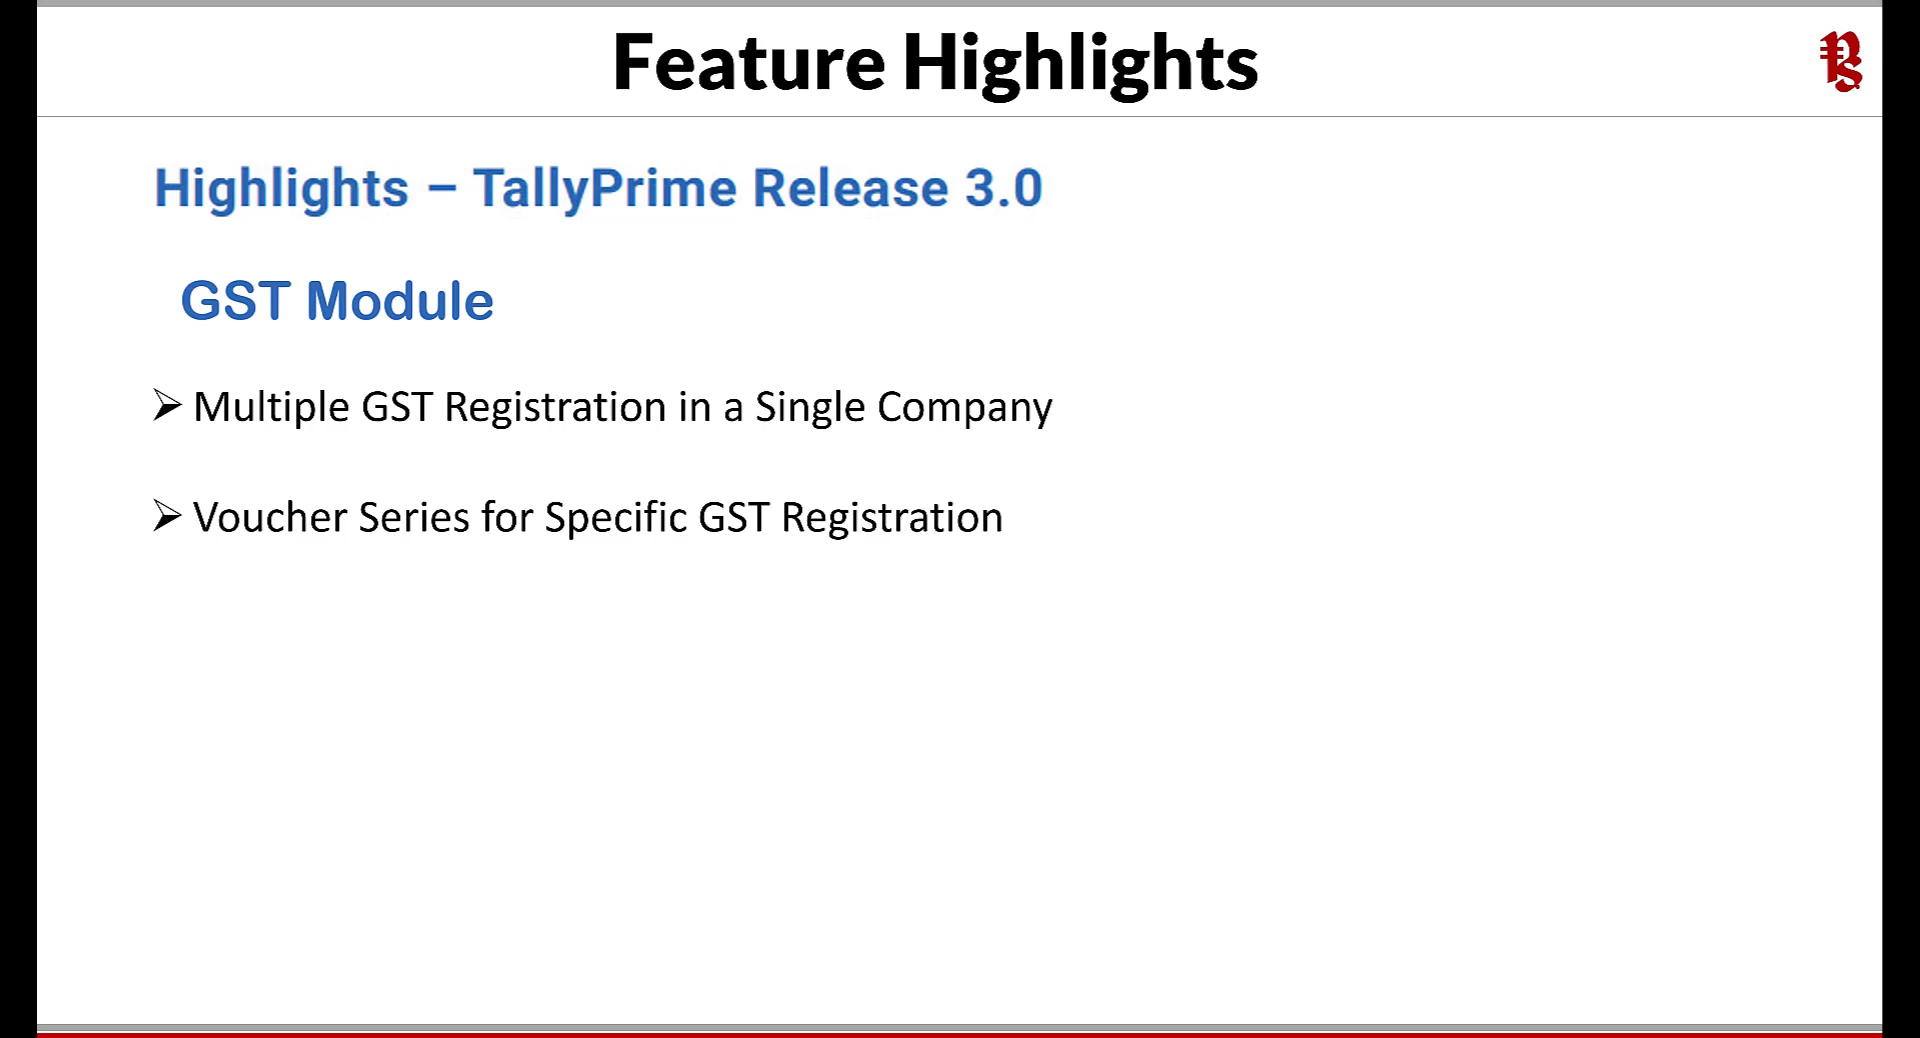 Feature Highlights
Highlights – TallyPrime Release 3.0
GST Module
Multiple GST Registration in a Single Company
Voucher Series for Specific GST Registration